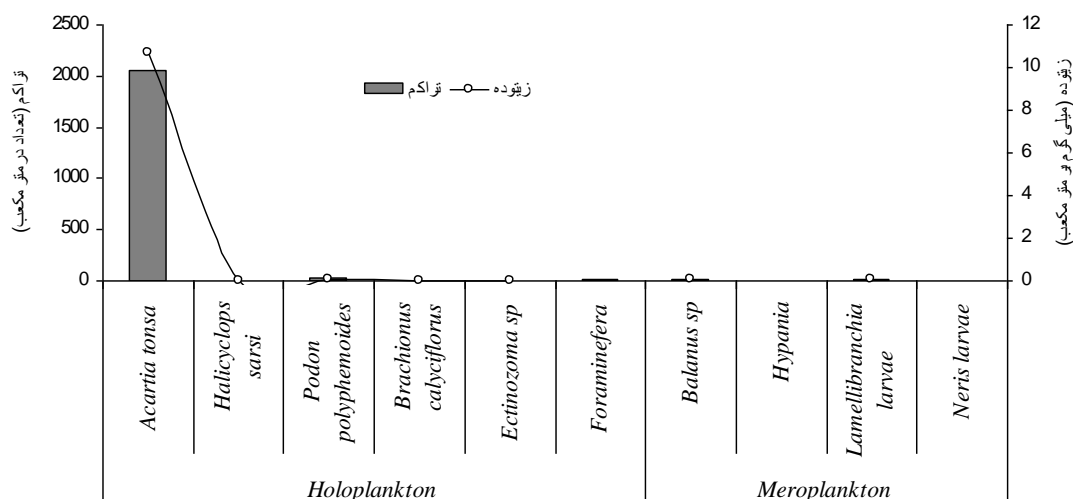 2500
2000
1500
1000
500
0
تراکم (تعداد در متر مکعب)
12
10
8
6
4
2
0
زیتوده (میلی گرم بر متر مکعب)
تراکم
زیتوده
Acartia tonsa
Halicyclops
sarsi
Podon
polyphemoides
Brachionus
calyciflorus
Ectinozoma sp
Foraminefera
Balanus sp
Hypania
Lamellibranchia
larvae
Neris larvae
Holoplankton
Meroplankton